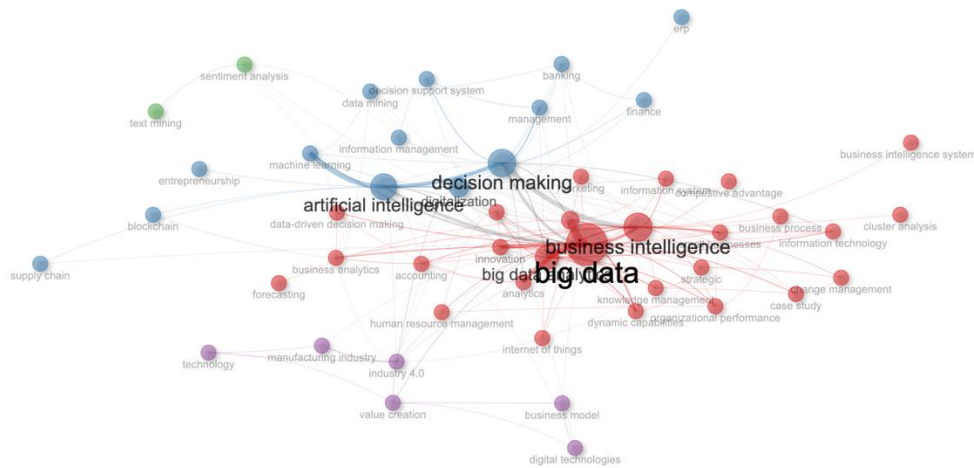 erp
sentiment analysis
banking
decision support system
data mining
finance
management
text mining
information management
business intelligence system
machine learning
entrepreneurship
decision making
information system
competitive advantage
digitalization
artificial intelligence
blockchain
data-driven decision making
business process
cluster analysis
information technology
business intelligence
innovation
supply chain
business analytics
accounting
big data
strategic
change management
forecasting
analytics
knowledge management
case study
human resource management
dynamic capabilities
organizational performance
internet of things
technology
manufacturing industry
industry 4.0
value creation
business model
digital technologies